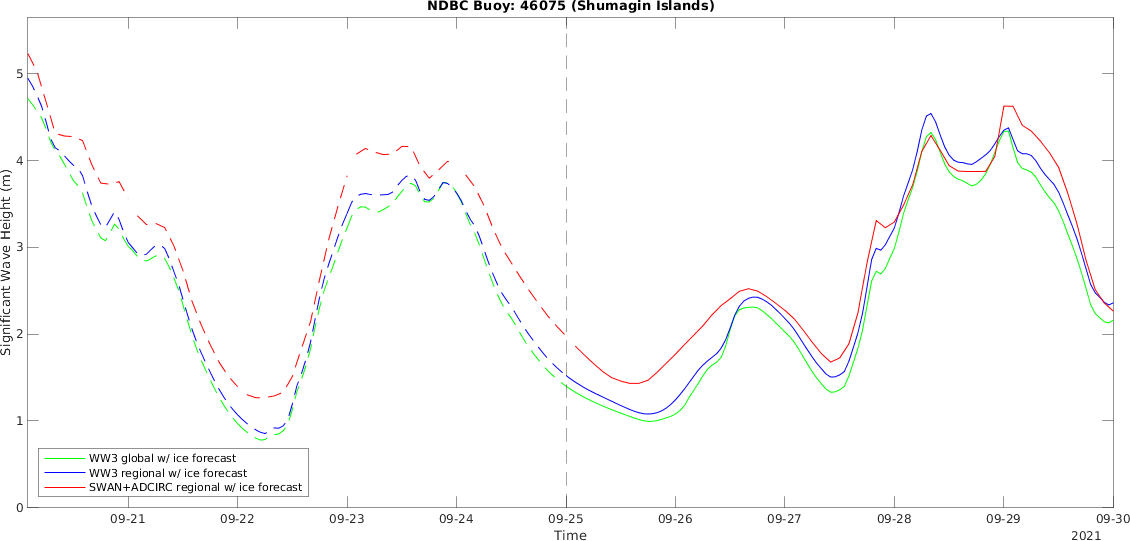 NDBC Buoy: 46075 (Shumagin Islands)
Significant Wave Height (m)
5
4
3
2
1
0
WW3 global w/ ice forecast
WW3 regional w/ ice forecast
SWAN+ADCIRC regional w/ ice forecast
09-21 09-22 09-23 09-24 09-25 09-26 09-27 09-28 09-29 09-30
Time 2021